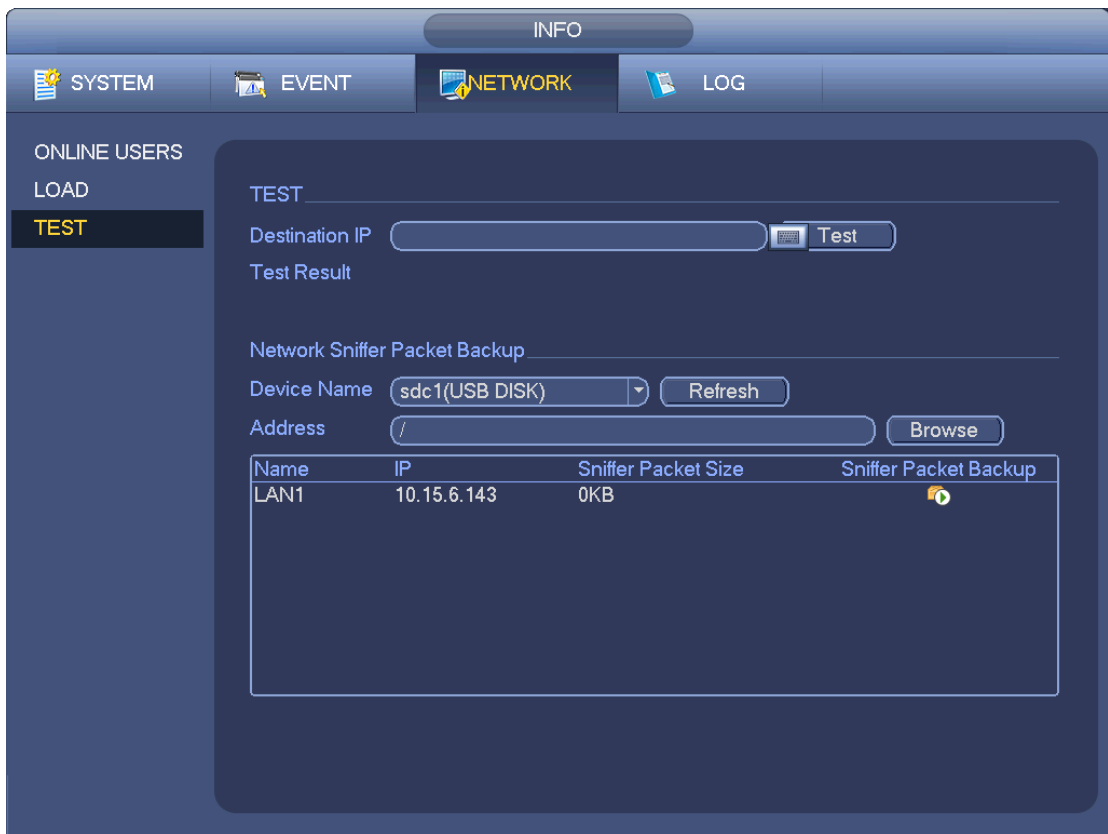 INFO
SYSTEM EVENT NETWORK LOG
ONLINE USERS
LOAD
TEST
TEST
Destination IP Test
Test Result
Network Sniffer Packet Backup
Device Name sdc1(USB DISK) Refresh
Address / Browse
Name IP Sniffer Packet Size Sniffer Packet Backup
LAN1 10.15.6.143 0KB